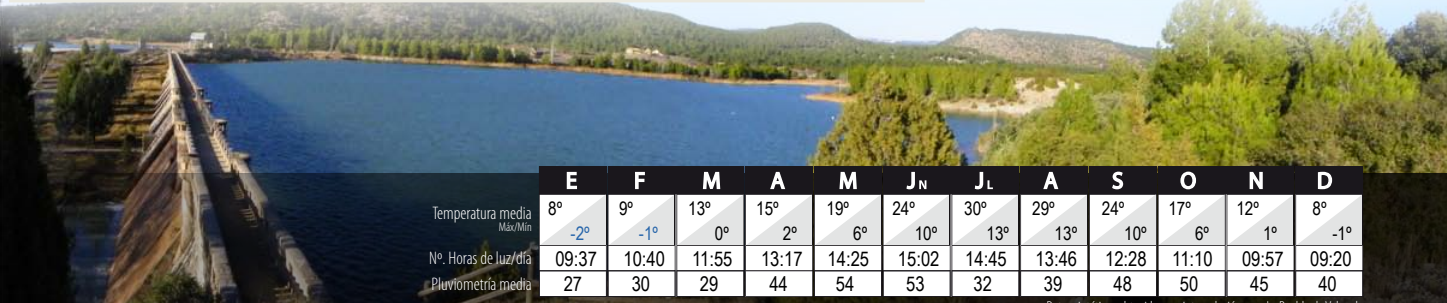 E F M A M JN JL A S O N D
Temperatura media 8º 9º 13º 15º 19º 24º 30º 29º 24º 17º 12º 8º
Máx/Mín -2º -1º 0º 2º 6º 10º 13º 13º 10º 6º 1º -1º
Nº. Horas de luz/día 09:37 10:40 11:55 13:17 14:25 15:02 14:45 13:46 12:28 11:10 09:57 09:20
Pluviometría media 27 30 29 44 54 53 32 39 48 50 45 40